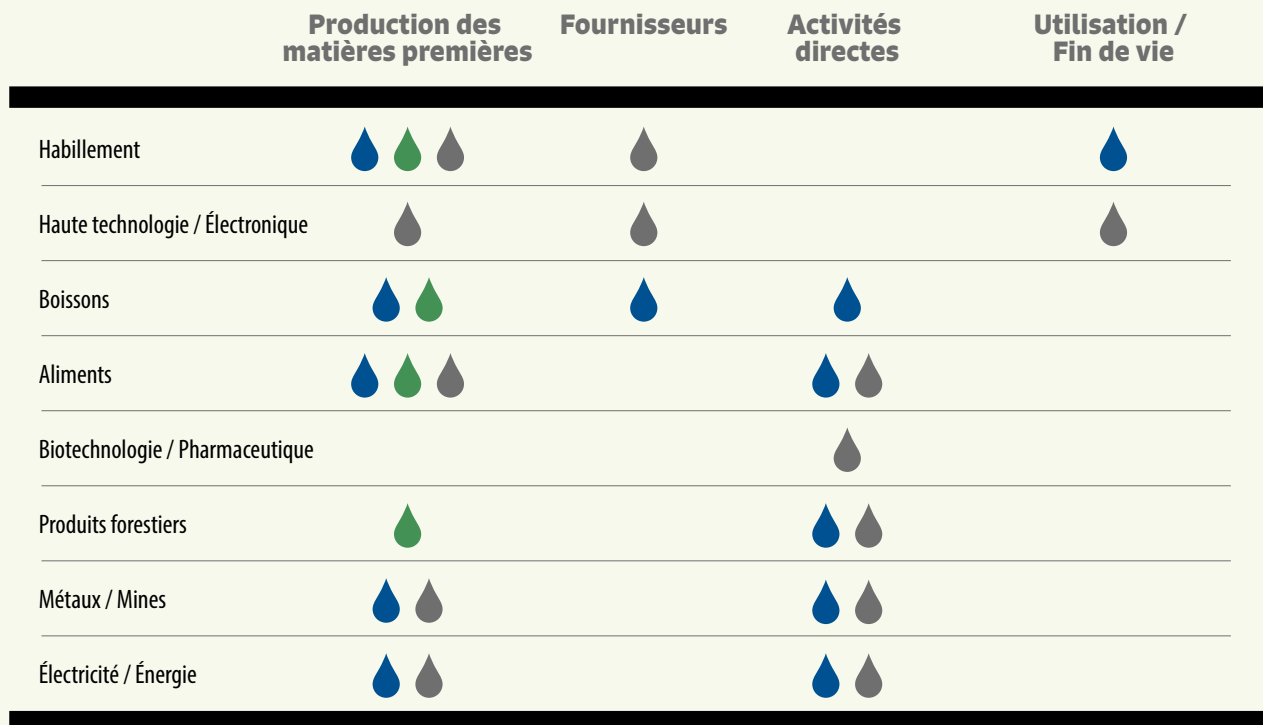 Production des
matières premières
Fournisseurs
Activités
directes
Utilisation /
Fin de vie
Habillement
Haute technologie / Électronique
Boissons
Aliments
Biotechnologie / Pharmaceutique
Produits forestiers
Métaux / Mines
Électricité / Énergie